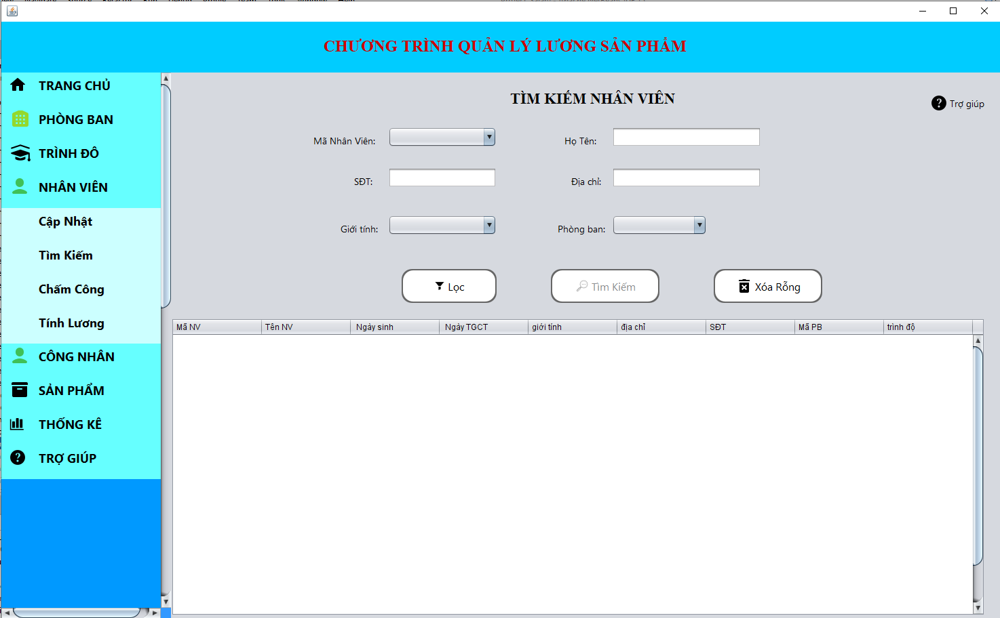 CHƯƠNG TRÌNH QUẢN LÝ LƯƠNG SẢN PHẨM
TRANG CHỦ
PHÒNG BAN
TRÌNH ĐÔ
NHÂN VIÊN
Cập Nhật
Tìm Kiếm
Chấm Công
Tính Lương
CÔNG NHÂN
SẢN PHẨM
THỐNG KÊ
TRỢ GIÚP
TÌM KIẾM NHÂN VIÊN
Trợ giúp
Mã Nhân Viên: Họ Tên:
SĐT: Địa chỉ:
Giới tính: Phòng ban:
Lọc Tìm Kiếm Xóa Rỗng
Mã NV Tên NV Ngày sinh Ngày TGCT giới tính địa chỉ SĐT Mã PB trình độ